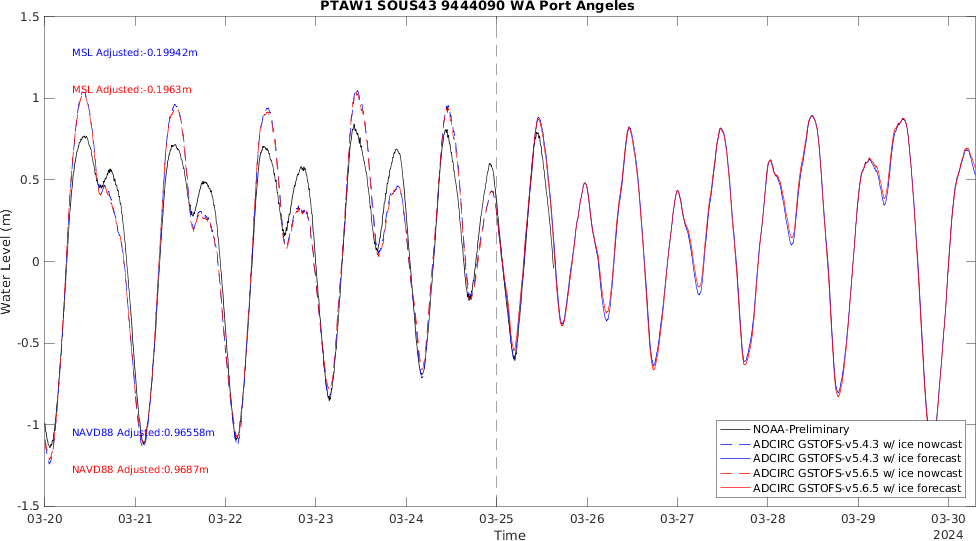 PTAW1 SOUS43 9444090 WA Port Angeles
Water Level (m)
1.5
1
0.5
0
-0.5
-1
-1.5
MSL Adjusted:-0.19942m
MSL Adjusted:-0.1963m
NAVD88 Adjusted:0.96558m
NAVD88 Adjusted:0.9687m
NOAA-Preliminary
ADCIRC GSTOFS-v5.4.3 w/ ice nowcast
ADCIRC GSTOFS-v5.4.3 w/ ice forecast
ADCIRC GSTOFS-v5.6.5 w/ ice nowcast
ADCIRC GSTOFS-v5.6.5 w/ ice forecast
03-20 03-21 03-22 03-23 03-24 03-25 03-26 03-27 03-28 03-29 03-30
2024
Time